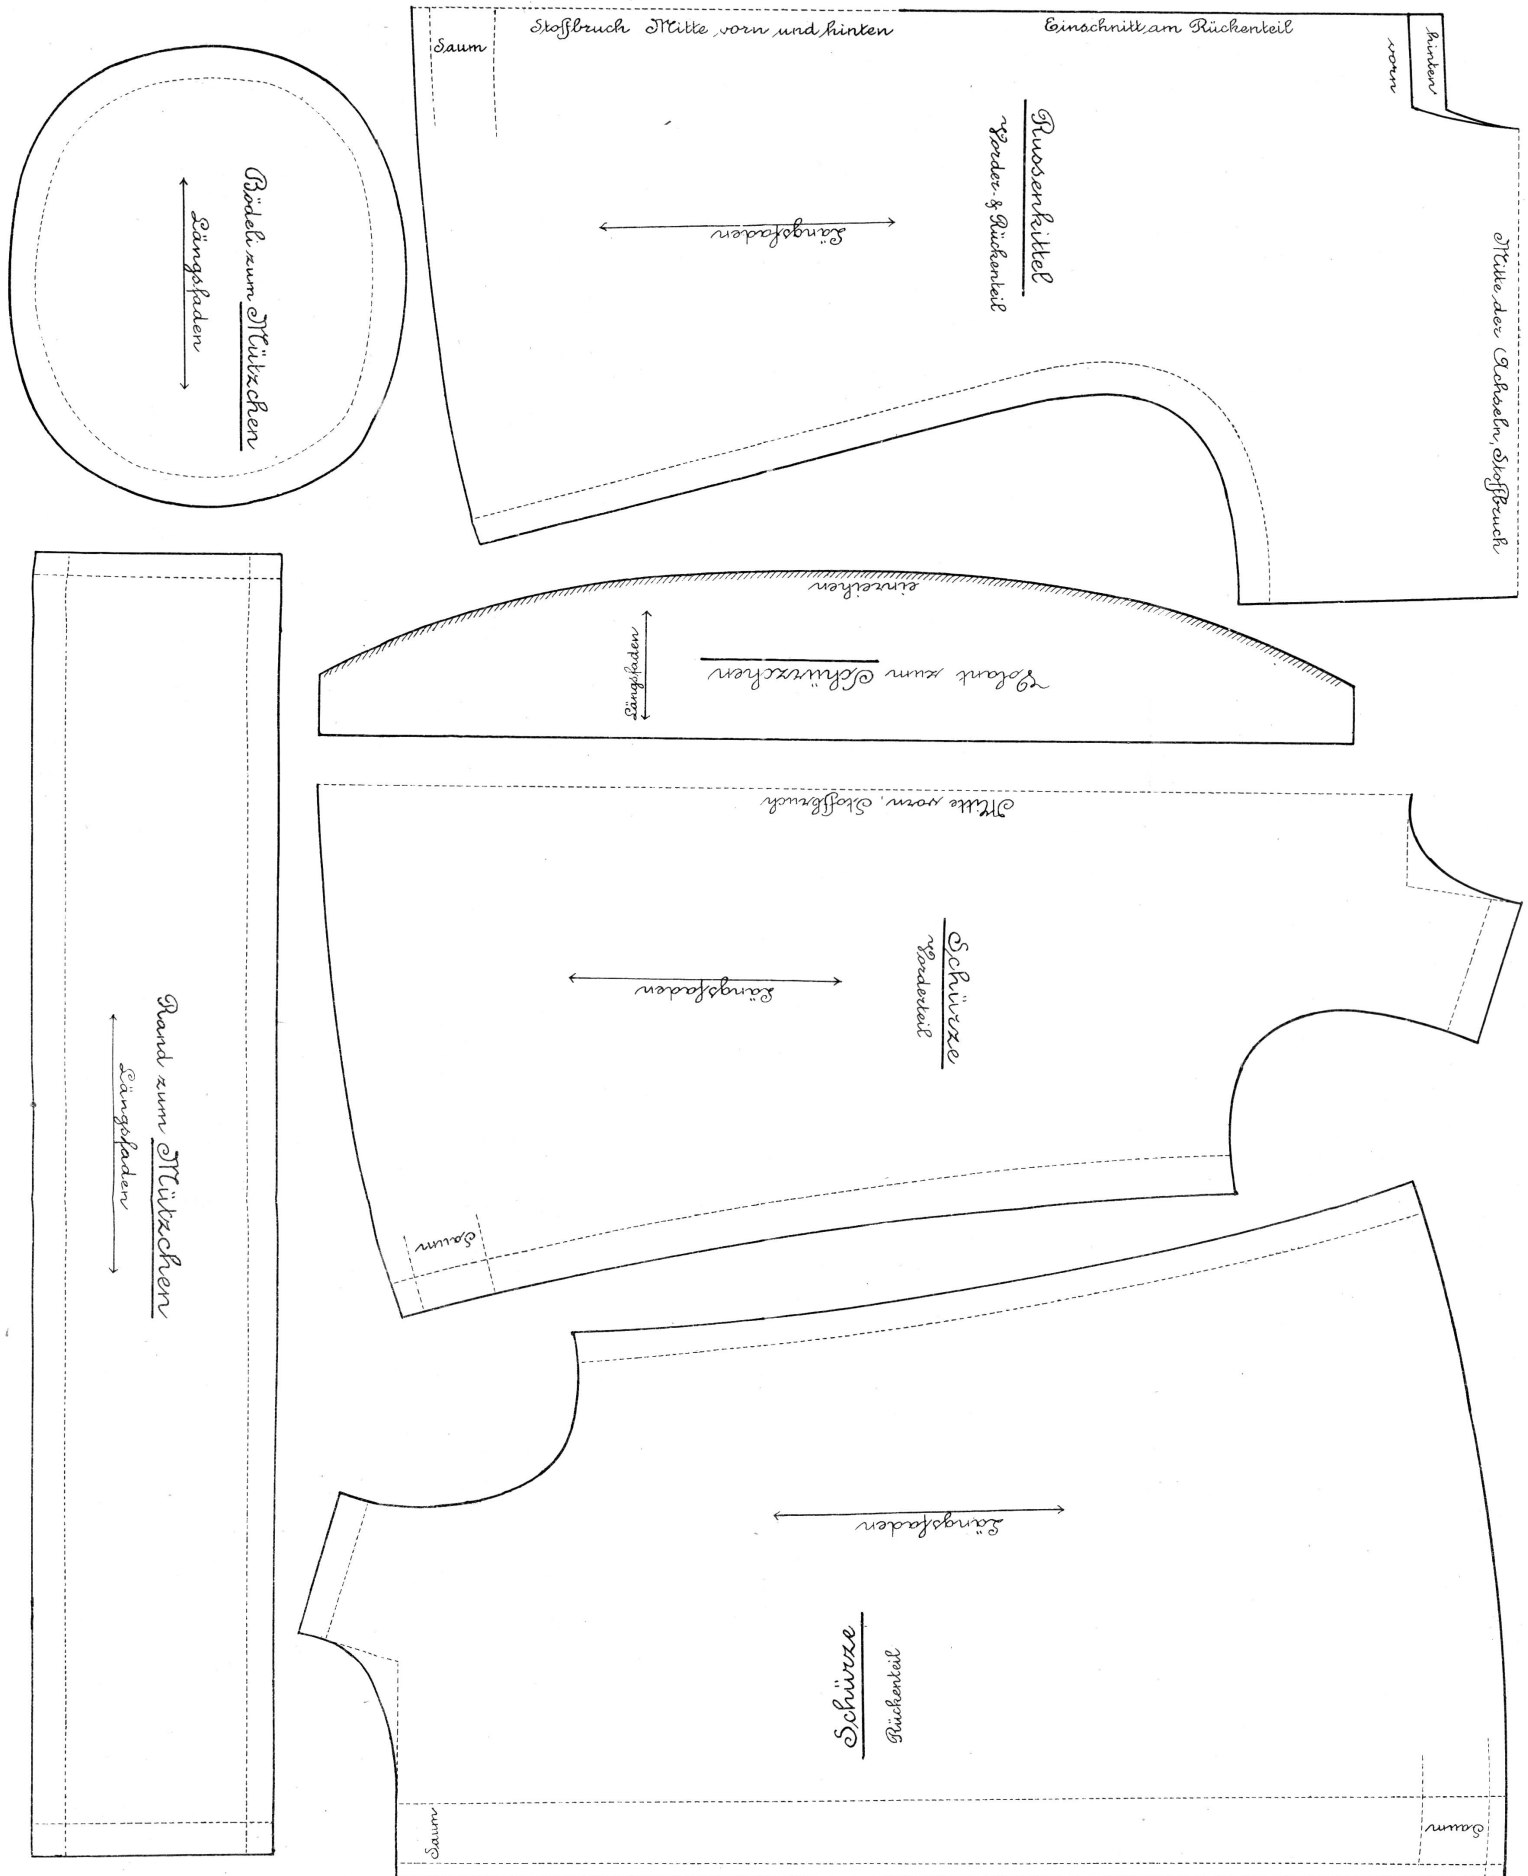 Saum
Stoffbruch Mitte vorn und hinten
Einschnitt am Rückenteil
vorn
hinten
Russenkittel
Vorder- & Rückenteil
Längsfaden
Mitte der Achseln, Stoffbruch
Bödeli zum Mützchen
Längsfaden
einreihen
Volant zum Schürzchen
Längsfaden
Mitte vorn, Stoffbruch
Schürze
Vorderteil
Längsfaden
Saum
Rand zum Mützchen
Längsfaden
Längsfaden
Schürze
Rückenteil
Saum
Saum